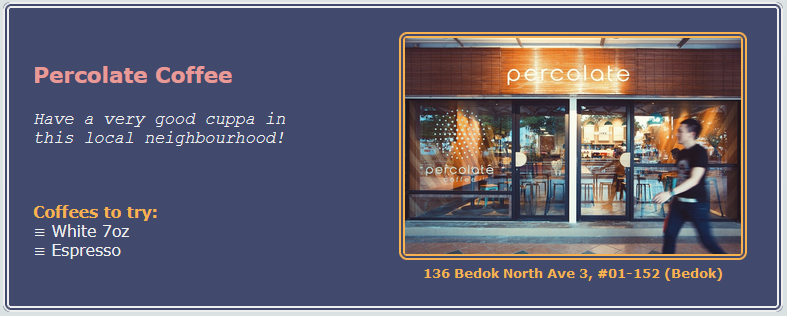 Percolate Coffee
Have a very good cuppa in
this local neighbourhood!
Coffees to try:
≡ White 7oz
≡ Espresso
percolate
percolate
coffee
136 Bedok North Ave 3, #01-152 (Bedok)